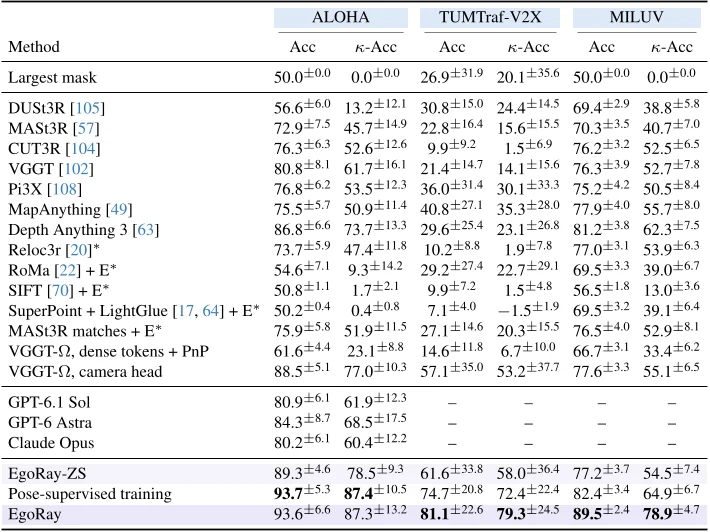 ALOHA TUMTraf-V2X MILUV
Method Acc κ-Acc Acc κ-Acc Acc κ-Acc
Largest mask 50.0±0.0 0.0±0.0 26.9±31.9 20.1±35.6 50.0±0.0 0.0±0.0
DUSt3R [105] 56.6±6.0 13.2±12.1 30.8±15.0 24.4±14.5 69.4±2.9 38.8±5.8
MASt3R [57] 72.9±7.5 45.7±14.9 22.8±16.4 15.6±15.5 70.3±3.5 40.7±7.0
CUT3R [104] 76.3±6.3 52.6±12.6 9.9±9.2 1.5±6.9 76.2±3.2 52.5±6.5
VGGT [102] 80.8±8.1 61.7±16.1 21.4±14.7 14.1±15.6 76.3±3.9 52.7±7.8
Pi3X [108] 76.8±6.2 53.5±12.3 36.0±31.4 30.1±33.3 75.2±4.2 50.5±8.4
MapAnything [49] 75.5±5.7 50.9±11.4 40.8±27.1 35.3±28.0 77.9±4.0 55.7±8.0
Depth Anything 3 [63] 86.8±6.6 73.7±13.3 29.6±25.4 23.1±26.8 81.2±3.8 62.3±7.5
Reloc3r [20]* 73.7±5.9 47.4±11.8 10.2±8.8 1.9±7.8 77.0±3.1 53.9±6.3
RoMa [22] + E* 54.6±7.1 9.3±14.2 29.2±27.4 22.7±29.1 69.5±3.3 39.0±6.7
SIFT [70] + E* 50.8±1.1 1.7±2.1 9.9±7.2 1.5±4.8 56.5±1.8 13.0±3.6
SuperPoint + LightGlue [17, 64] + E* 50.2±0.4 0.4±0.8 7.1±4.0 −1.5±1.9 69.5±3.2 39.1±6.4
MASt3R matches + E* 75.9±5.8 51.9±11.5 27.1±14.6 20.3±15.5 76.5±4.0 52.9±8.1
VGGT-Ω, dense tokens + PnP 61.6±4.4 23.1±8.8 14.6±11.8 6.7±10.0 66.7±3.1 33.4±6.2
VGGT-Ω, camera head 88.5±5.1 77.0±10.3 57.1±35.0 53.2±37.7 77.6±3.3 55.1±6.5
GPT-6.1 Sol 80.9±6.1 61.9±12.3 – – – –
GPT-6 Astra 84.3±8.7 68.5±17.5 – – – –
Claude Opus 80.2±6.1 60.4±12.2 – – – –
EgoRay-ZS 89.3±4.6 78.5±9.3 61.6±33.8 58.0±36.4 77.2±3.7 54.5±7.4
Pose-supervised training 93.7±5.3 87.4±10.5 74.7±20.8 72.4±22.4 82.4±3.4 64.9±6.7
EgoRay 93.6±6.6 87.3±13.2 81.1±22.6 79.3±24.5 89.5±2.4 78.9±4.7